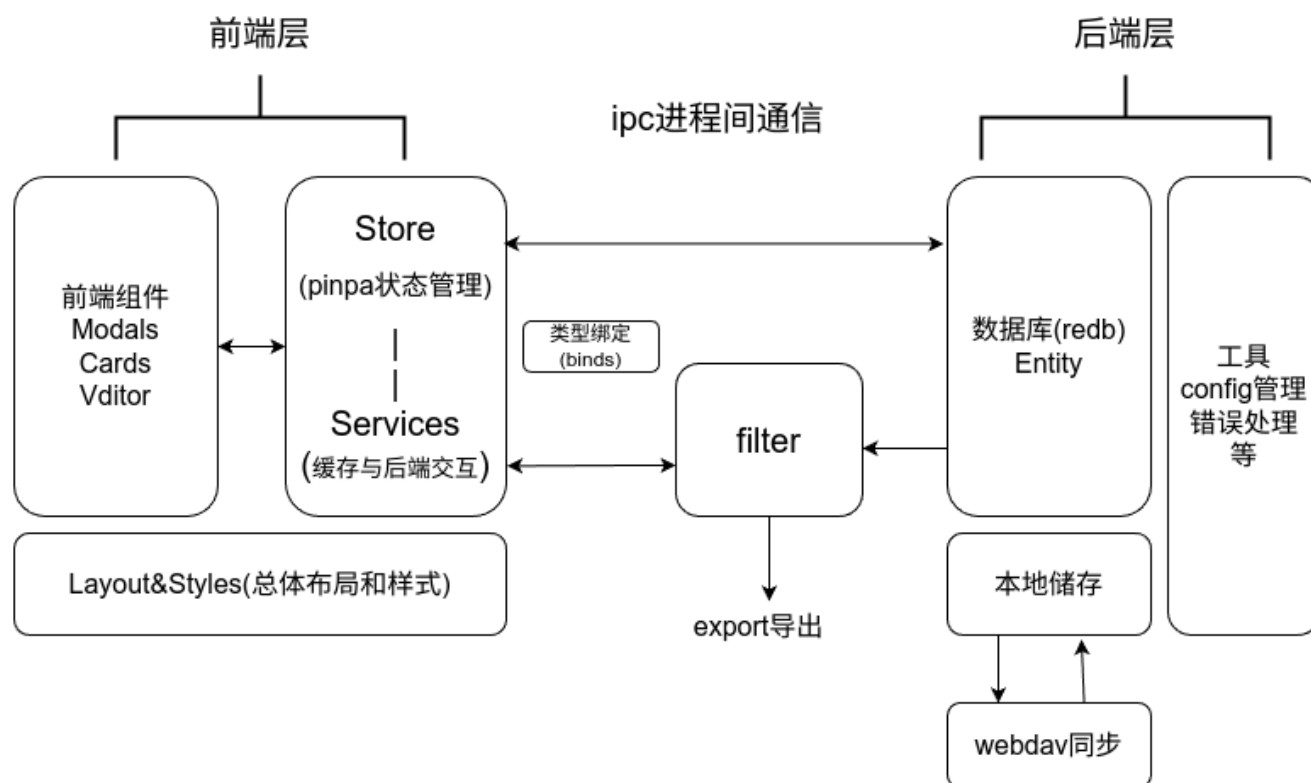 前端层
后端层
ipc进程间通信
前端组件
Modals
Cards
Vditor
Store
(pinpa状态管理)
Services
(缓存与后端交互)
类型绑定
(binds)
filter
export导出
数据库(redb)
Entity
工具
config管理
错误处理
等
Layout&Styles(总体布局和样式)
本地储存
webdav同步